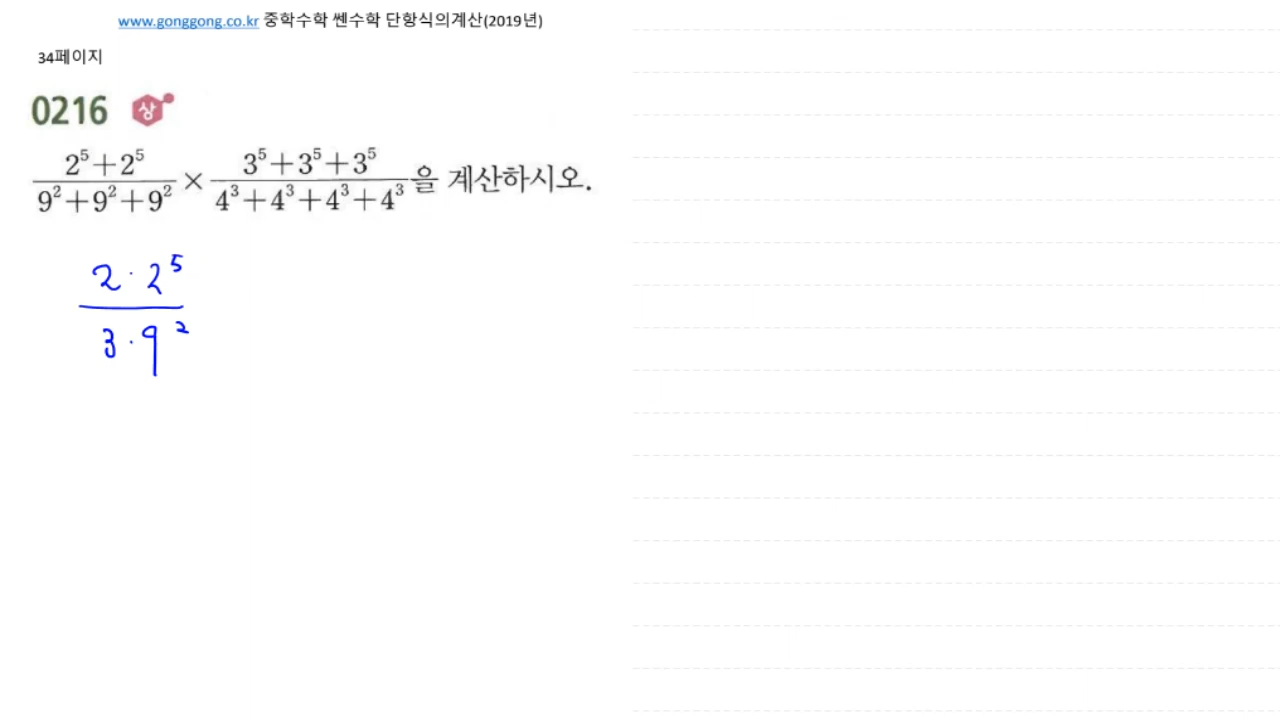 www.gonggong.co.kr 중학수학 쎈수학 단항식의계산(2019년)
34페이지
0216 상
\frac{2^5+2^5}{9^2+9^2+9^2} × \frac{3^5+3^5+3^5}{4^3+4^3+4^3+4^3} 을 계산하시오.
\frac{2·2^5}{3·9^2}